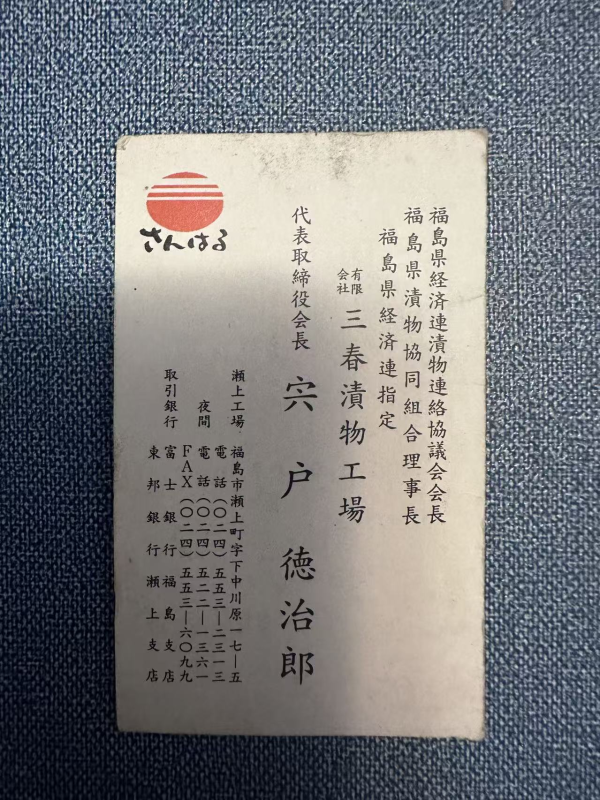 福島県経済連漬物連絡協議会会長
福島県漬物協同組合理事長
福島県経済連指定
有限会社 三春漬物工場
代表取締役会長 宍戸徳治郎
瀬上工場 福島市瀬上町字下中川原一七―五
電話(〇二四)五五三―二三一三
夜間 電話(〇二四)五二二―一三六一
FAX(〇二四)五五三―六〇九九
取引銀行 富士銀行福島支店
東邦銀行瀬上支店
さんはる